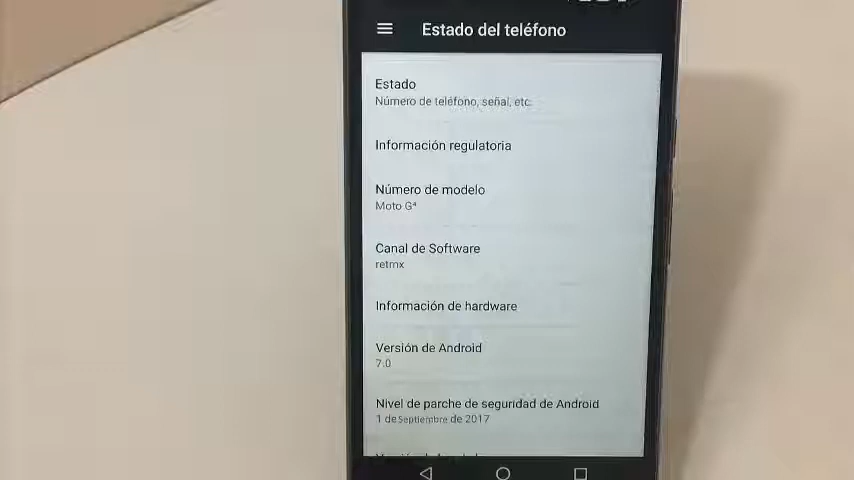 Estado del teléfono
Estado
Número de teléfono, señal, etc.
Información regulatoria
Número de modelo
Moto G⁴
Canal de Software
retmx
Información de hardware
Versión de Android
7.0
Nivel de parche de seguridad de Android
1 de Septiembre de 2017